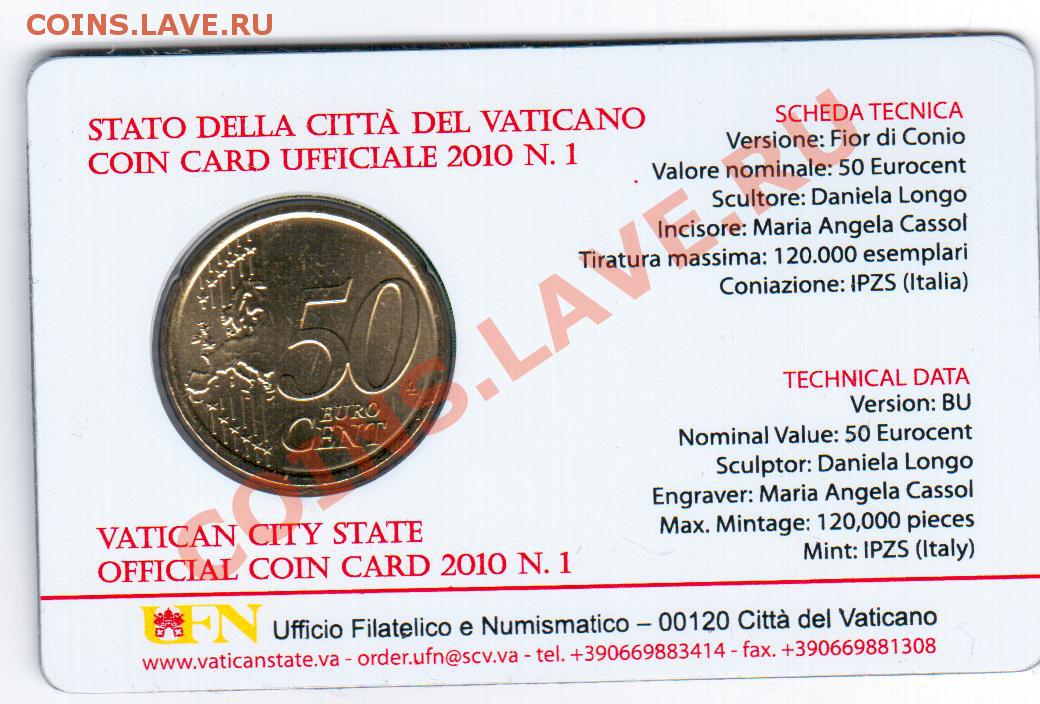 COINS.LAVE.RU
STATO DELLA CITTÀ DEL VATICANO
COIN CARD UFFICIALE 2010 N. 1
SCHEDA TECNICA
Versione: Fior di Conio
Valore nominale: 50 Eurocent
Scultore: Daniela Longo
Incisore: Maria Angela Cassol
Tiratura massima: 120.000 esemplari
Coniazione: IPZS (Italia)
50
EURO
CENT
COINS.LAVE.RU
TECHNICAL DATA
Version: BU
Nominal Value: 50 Eurocent
Sculptor: Daniela Longo
Engraver: Maria Angela Cassol
Max. Mintage: 120,000 pieces
Mint: IPZS (Italy)
VATICAN CITY STATE
OFFICIAL COIN CARD 2010 N. 1
UFN Ufficio Filatelico e Numismatico – 00120 Città del Vaticano
www.vaticanstate.va - order.ufn@scv.va - tel. +390669883414 - fax. +390669881308